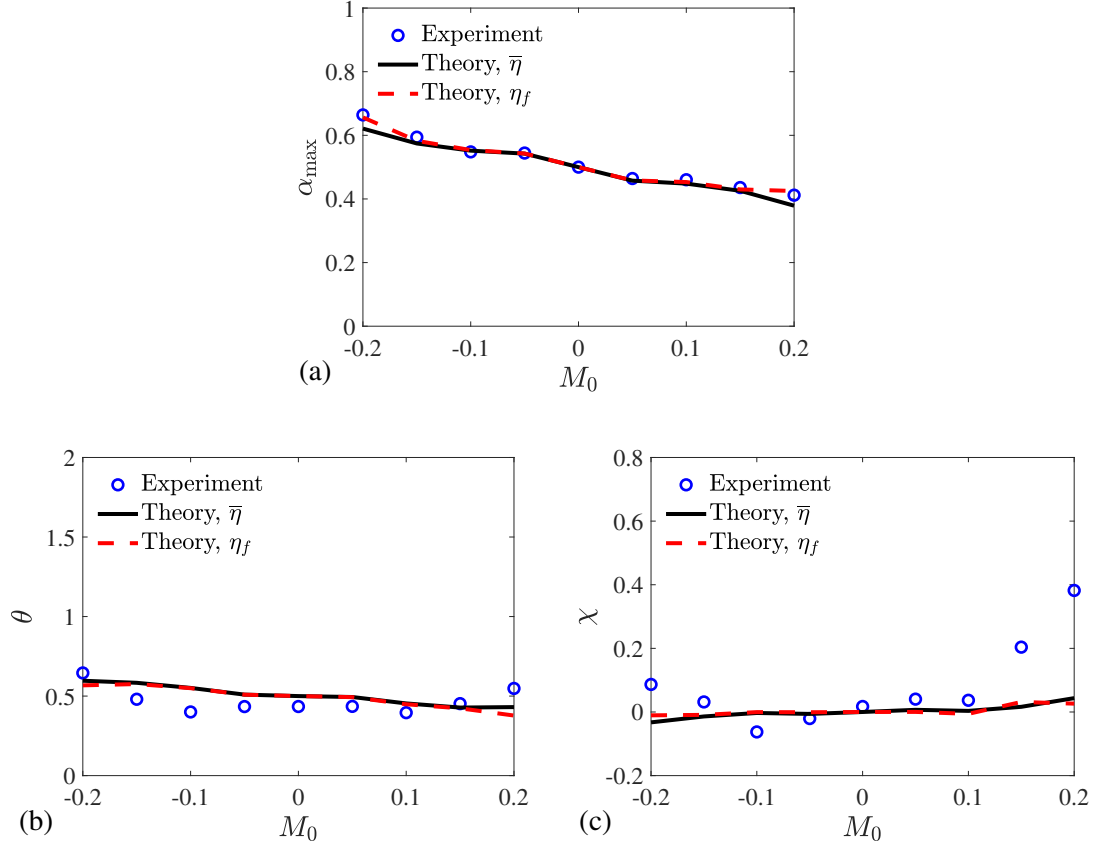 1
0.8
0.6
0.4
0.2
0
α_max
Experiment
Theory, η̅
Theory, η_f
-0.2 -0.1 0 0.1 0.2
(a) M_0
2
1.5
1
0.5
0
θ
Experiment
Theory, η̅
Theory, η_f
-0.2 -0.1 0 0.1 0.2
(b) M_0
0.8
0.6
0.4
0.2
0
-0.2
χ
Experiment
Theory, η̅
Theory, η_f
-0.2 -0.1 0 0.1 0.2
(c) M_0